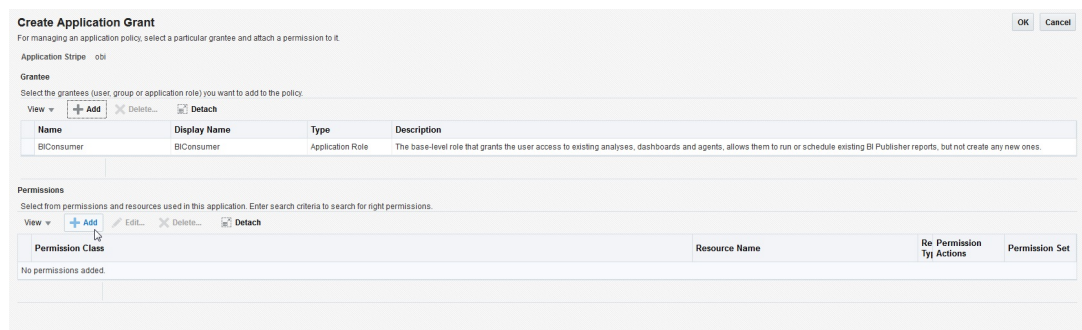 Create Application Grant
OK Cancel
For managing an application policy, select a particular grantee and attach a permission to it.
Application Stripe obi
Grantee
Select the grantees (user, group or application role) you want to add to the policy.
View Add Delete... Detach
Name Display Name Type Description
BIConsumer BIConsumer Application Role The base-level role that grants the user access to existing analyses, dashboards and agents, allows them to run or schedule existing BI Publisher reports, but not create any new ones.
Permissions
Select from permissions and resources used in this application. Enter search criteria to search for right permissions.
View Add Edit... Delete... Detach
Permission Class Resource Name Re Typ Permission Actions Permission Set
No permissions added.